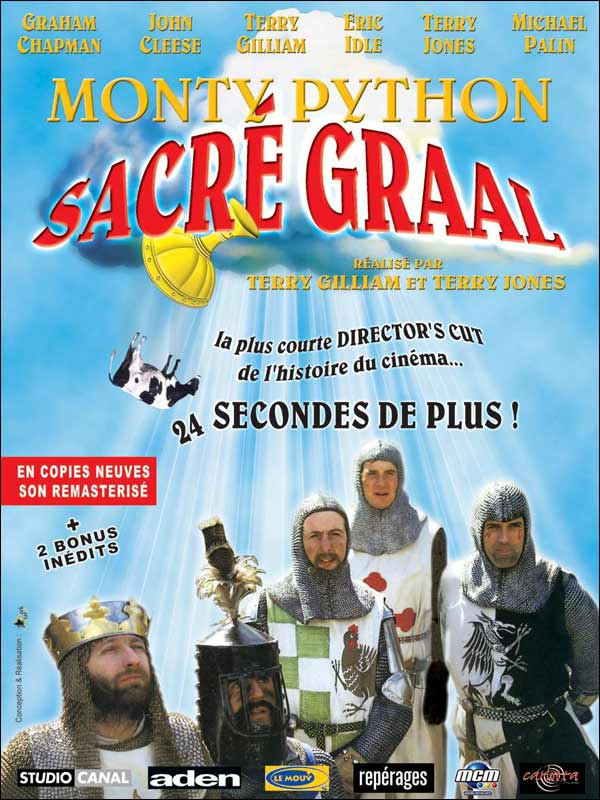 GRAHAM CHAPMAN
JOHN CLEESE
TERRY GILLIAM
ERIC IDLE
TERRY JONES
MICHAEL PALIN
MONTY PYTHON
SACRÉ GRAAL
RÉALISÉ PAR
TERRY GILLIAM ET TERRY JONES
la plus courte DIRECTOR'S CUT
de l'histoire du cinéma...
24 SECONDES DE PLUS !
EN COPIES NEUVES
SON REMASTERISÉ
+
2 BONUS
INÉDITS
Conception & Réalisation :
STUDIO CANAL
aden
LE MOUV'
repérages
mcm